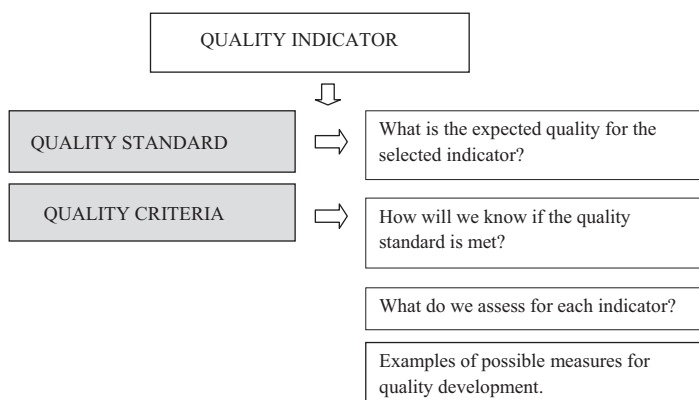 QUALITY INDICATOR
QUALITY STANDARD
What is the expected quality for the
selected indicator?
QUALITY CRITERIA
How will we know if the quality
standard is met?
What do we assess for each indicator?
Examples of possible measures for
quality development.